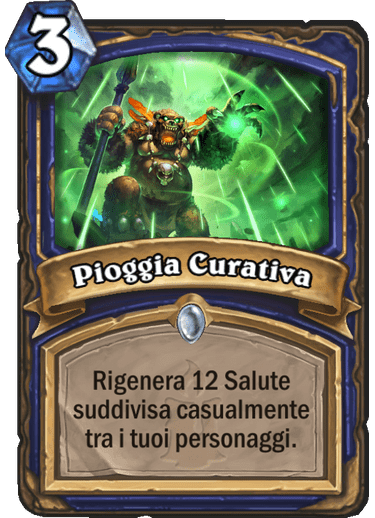 3
Pioggia Curativa
Rigenera 12 Salute
suddivisa casualmente
tra i tuoi personaggi.